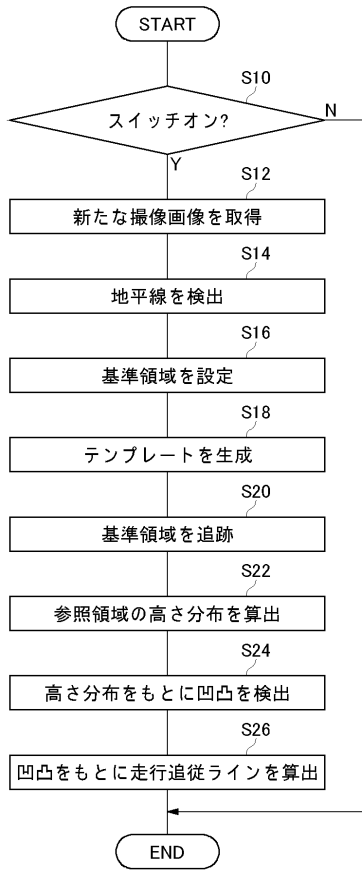 START
S10
スイッチオン?
N
Y
S12
新たな撮像画像を取得
S14
地平線を検出
S16
基準領域を設定
S18
テンプレートを生成
S20
基準領域を追跡
S22
参照領域の高さ分布を算出
S24
高さ分布をもとに凹凸を検出
S26
凹凸をもとに走行追従ラインを算出
END